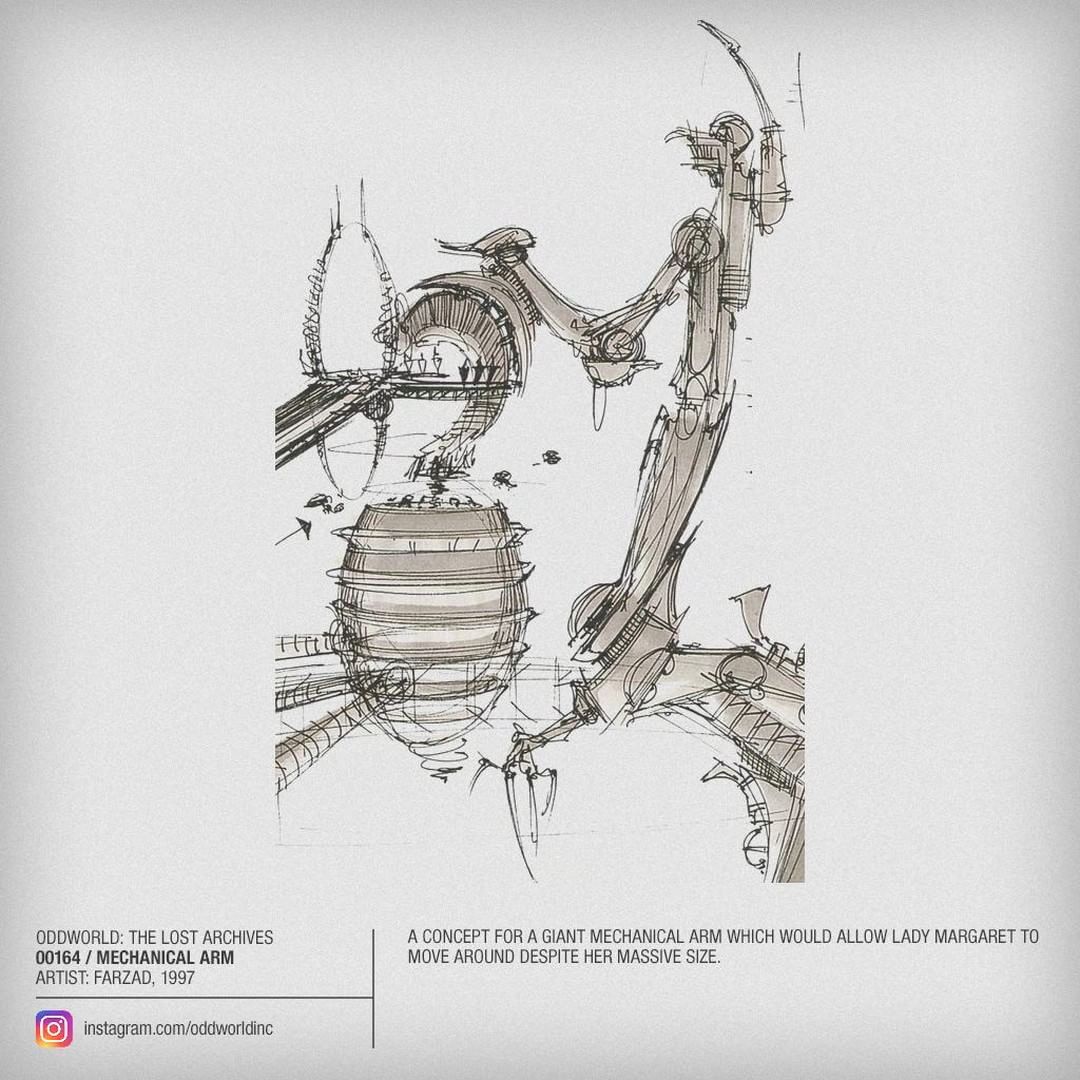 ODDWORLD: THE LOST ARCHIVES
00164 / MECHANICAL ARM
ARTIST: FARZAD, 1997
instagram.com/oddworldinc
A CONCEPT FOR A GIANT MECHANICAL ARM WHICH WOULD ALLOW LADY MARGARET TO
MOVE AROUND DESPITE HER MASSIVE SIZE.